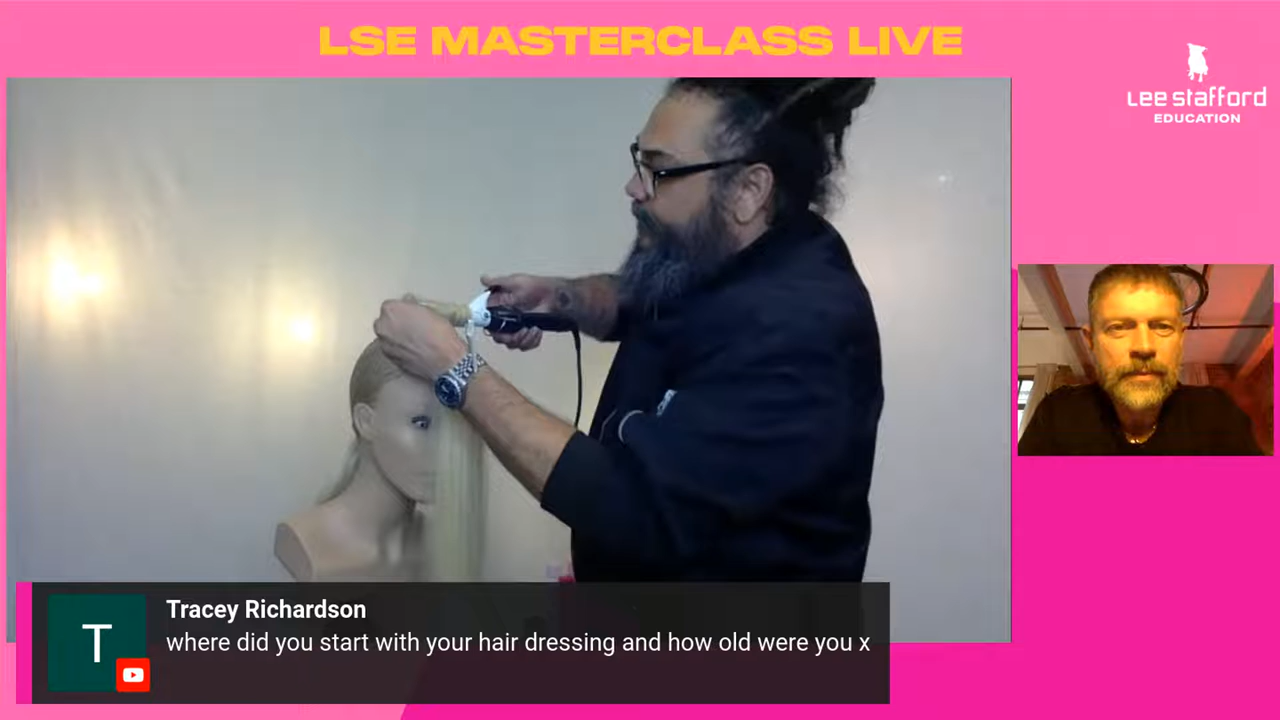 LSE MASTERCLASS LIVE
Lee Stafford
EDUCATION
Tracey Richardson
T
where did you start with your hair dressing and how old were you x